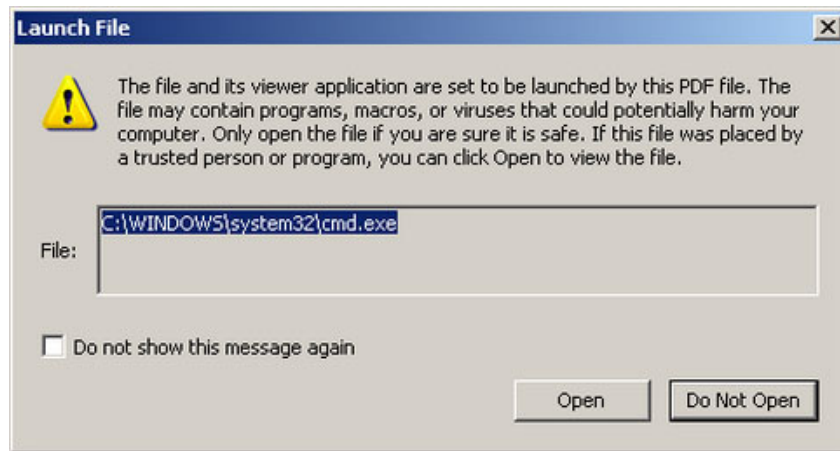 Launch File
The file and its viewer application are set to be launched by this PDF file. The
file may contain programs, macros, or viruses that could potentially harm your
computer. Only open the file if you are sure it is safe. If this file was placed by
a trusted person or program, you can click Open to view the file.
C:\WINDOWS\system32\cmd.exe
File:
Do not show this message again
Open
Do Not Open